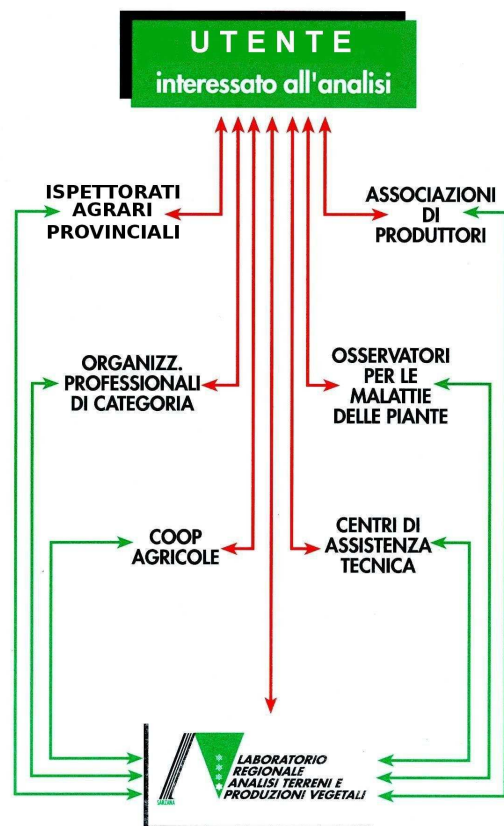 UTENTE
interessato all'analisi
ISPETTORATI
AGRARI
PROVINCIALI
ASSOCIAZIONI
DI
PRODUTTORI
ORGANIZZ.
PROFESSIONALI
DI CATEGORIA
OSSERVATORI
PER LE
MALATTIE
DELLE PIANTE
COOP
AGRICOLE
CENTRI DI
ASSISTENZA
TECNICA
LABORATORIO
REGIONALE
ANALISI TERRENI E
PRODUZIONI VEGETALI
SARZANA